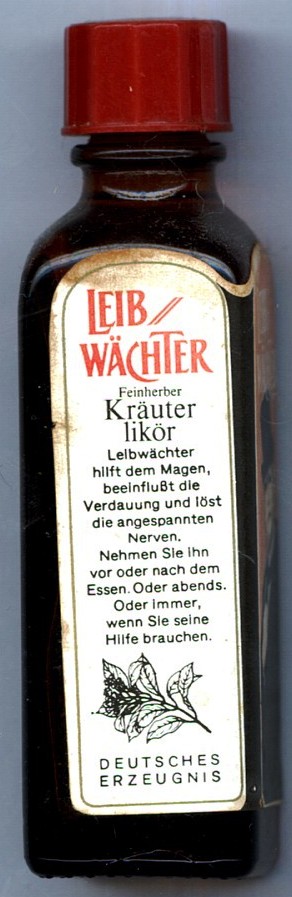 LEIB
WÄCHTER
Feinherber
Kräuter
likör
Leibwächter
hilft dem Magen,
beeinflußt die
Verdauung und löst
die angespannten
Nerven.
Nehmen Sie ihn
vor oder nach dem
Essen. Oder abends.
Oder immer,
wenn Sie seine
Hilfe brauchen.
DEUTSCHES
ERZEUGNIS